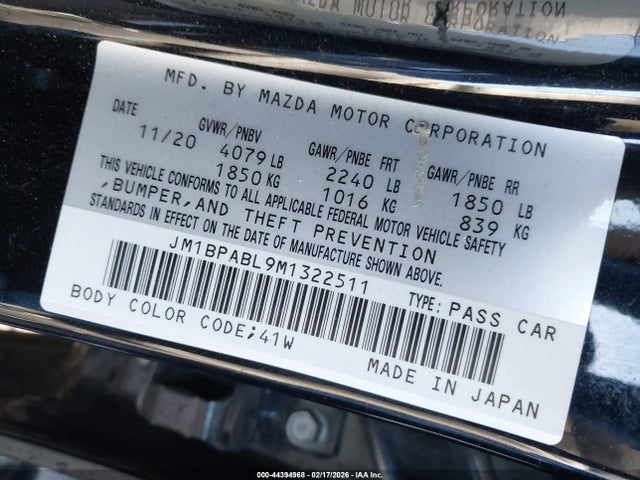 MAZDA MOTOR CORPORATION
MFD. BY MAZDA MOTOR CORPORATION
DATE GVWR/PNBV GAWR/PNBE FRT GAWR/PNBE RR
11/20 4079 LB 2240 LB 1850 LB
1850 KG 1016 KG 839 KG
THIS VEHICLE CONFORMS TO ALL APPLICABLE FEDERAL MOTOR VEHICLE SAFETY
,BUMPER,AND THEFT PREVENTION
STANDARDS IN EFFECT ON THE DATE OF MANUFACTURE SHOWN ABOVE.
JM1BPABL9M1322511
TYPE: PASS CAR
BODY COLOR CODE;41W
MADE IN JAPAN
000-44394968 - 02/17/2026 - IAA Inc.